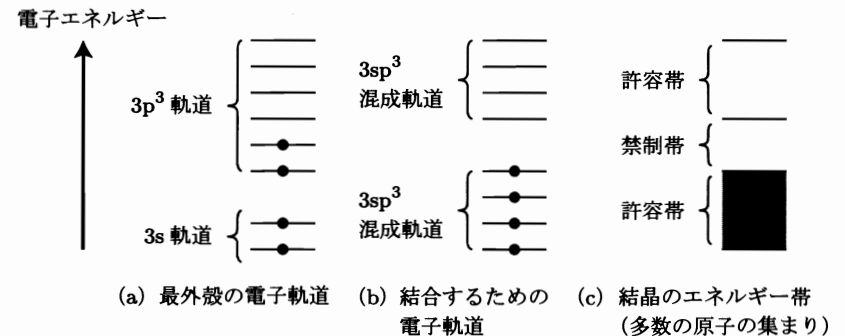 電子エネルギー
3p³ 軌道
3s 軌道
(a) 最外殻の電子軌道
3sp³
混成軌道
3sp³
混成軌道
(b) 結合するための
電子軌道
許容帯
禁制帯
許容帯
(c) 結晶のエネルギー帯
(多数の原子の集まり)